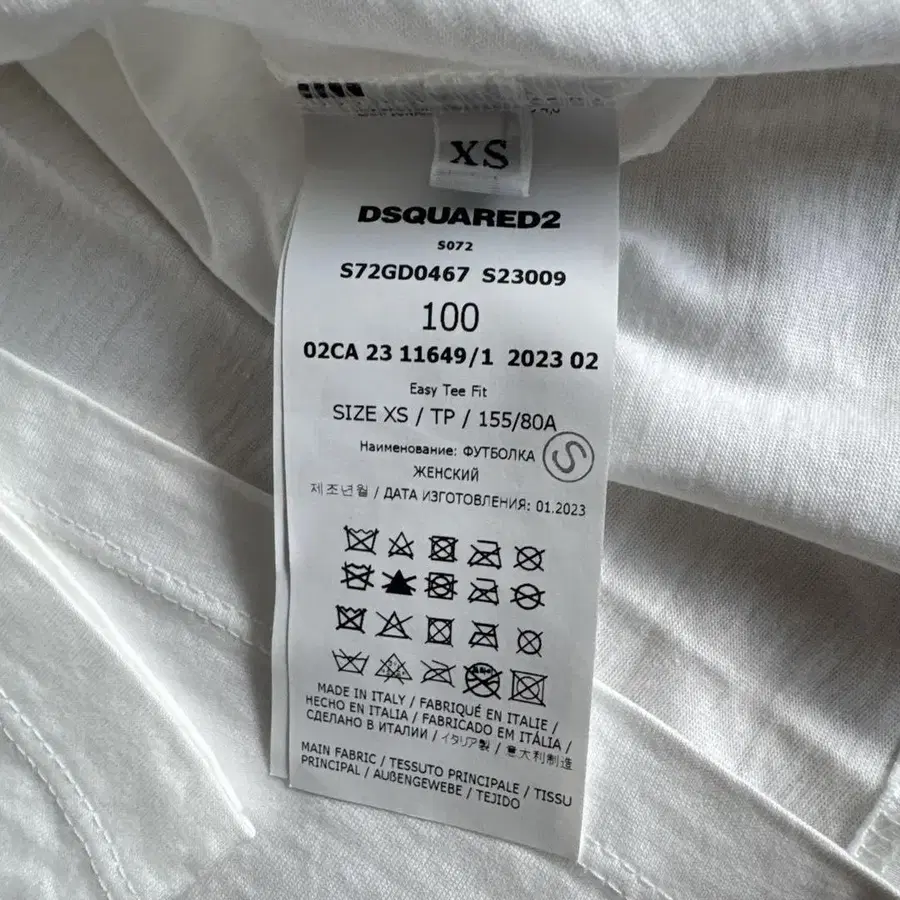 XS
DSQUARED2
S072
S72GD0467 S23009
100
02CA 23 11649/1 2023 02
Easy Tee Fit
SIZE XS / TP / 155/80A
Наименование: ФУТБОЛКА
ЖЕНСКИЙ
S
제조년월 / ДАТА ИЗГОТОВЛЕНИЯ: 01.2023
MADE IN ITALY / FABRIQUÉ EN ITALIE /
HECHO EN ITALIA / FABRICADO EM ITÁLIA /
СДЕЛАНО В ИТАЛИИ / イタリア製 / 意大利制造
MAIN FABRIC / TESSUTO PRINCIPALE / TISSU
PRINCIPAL / AUßENGEWEBE / TEJIDO